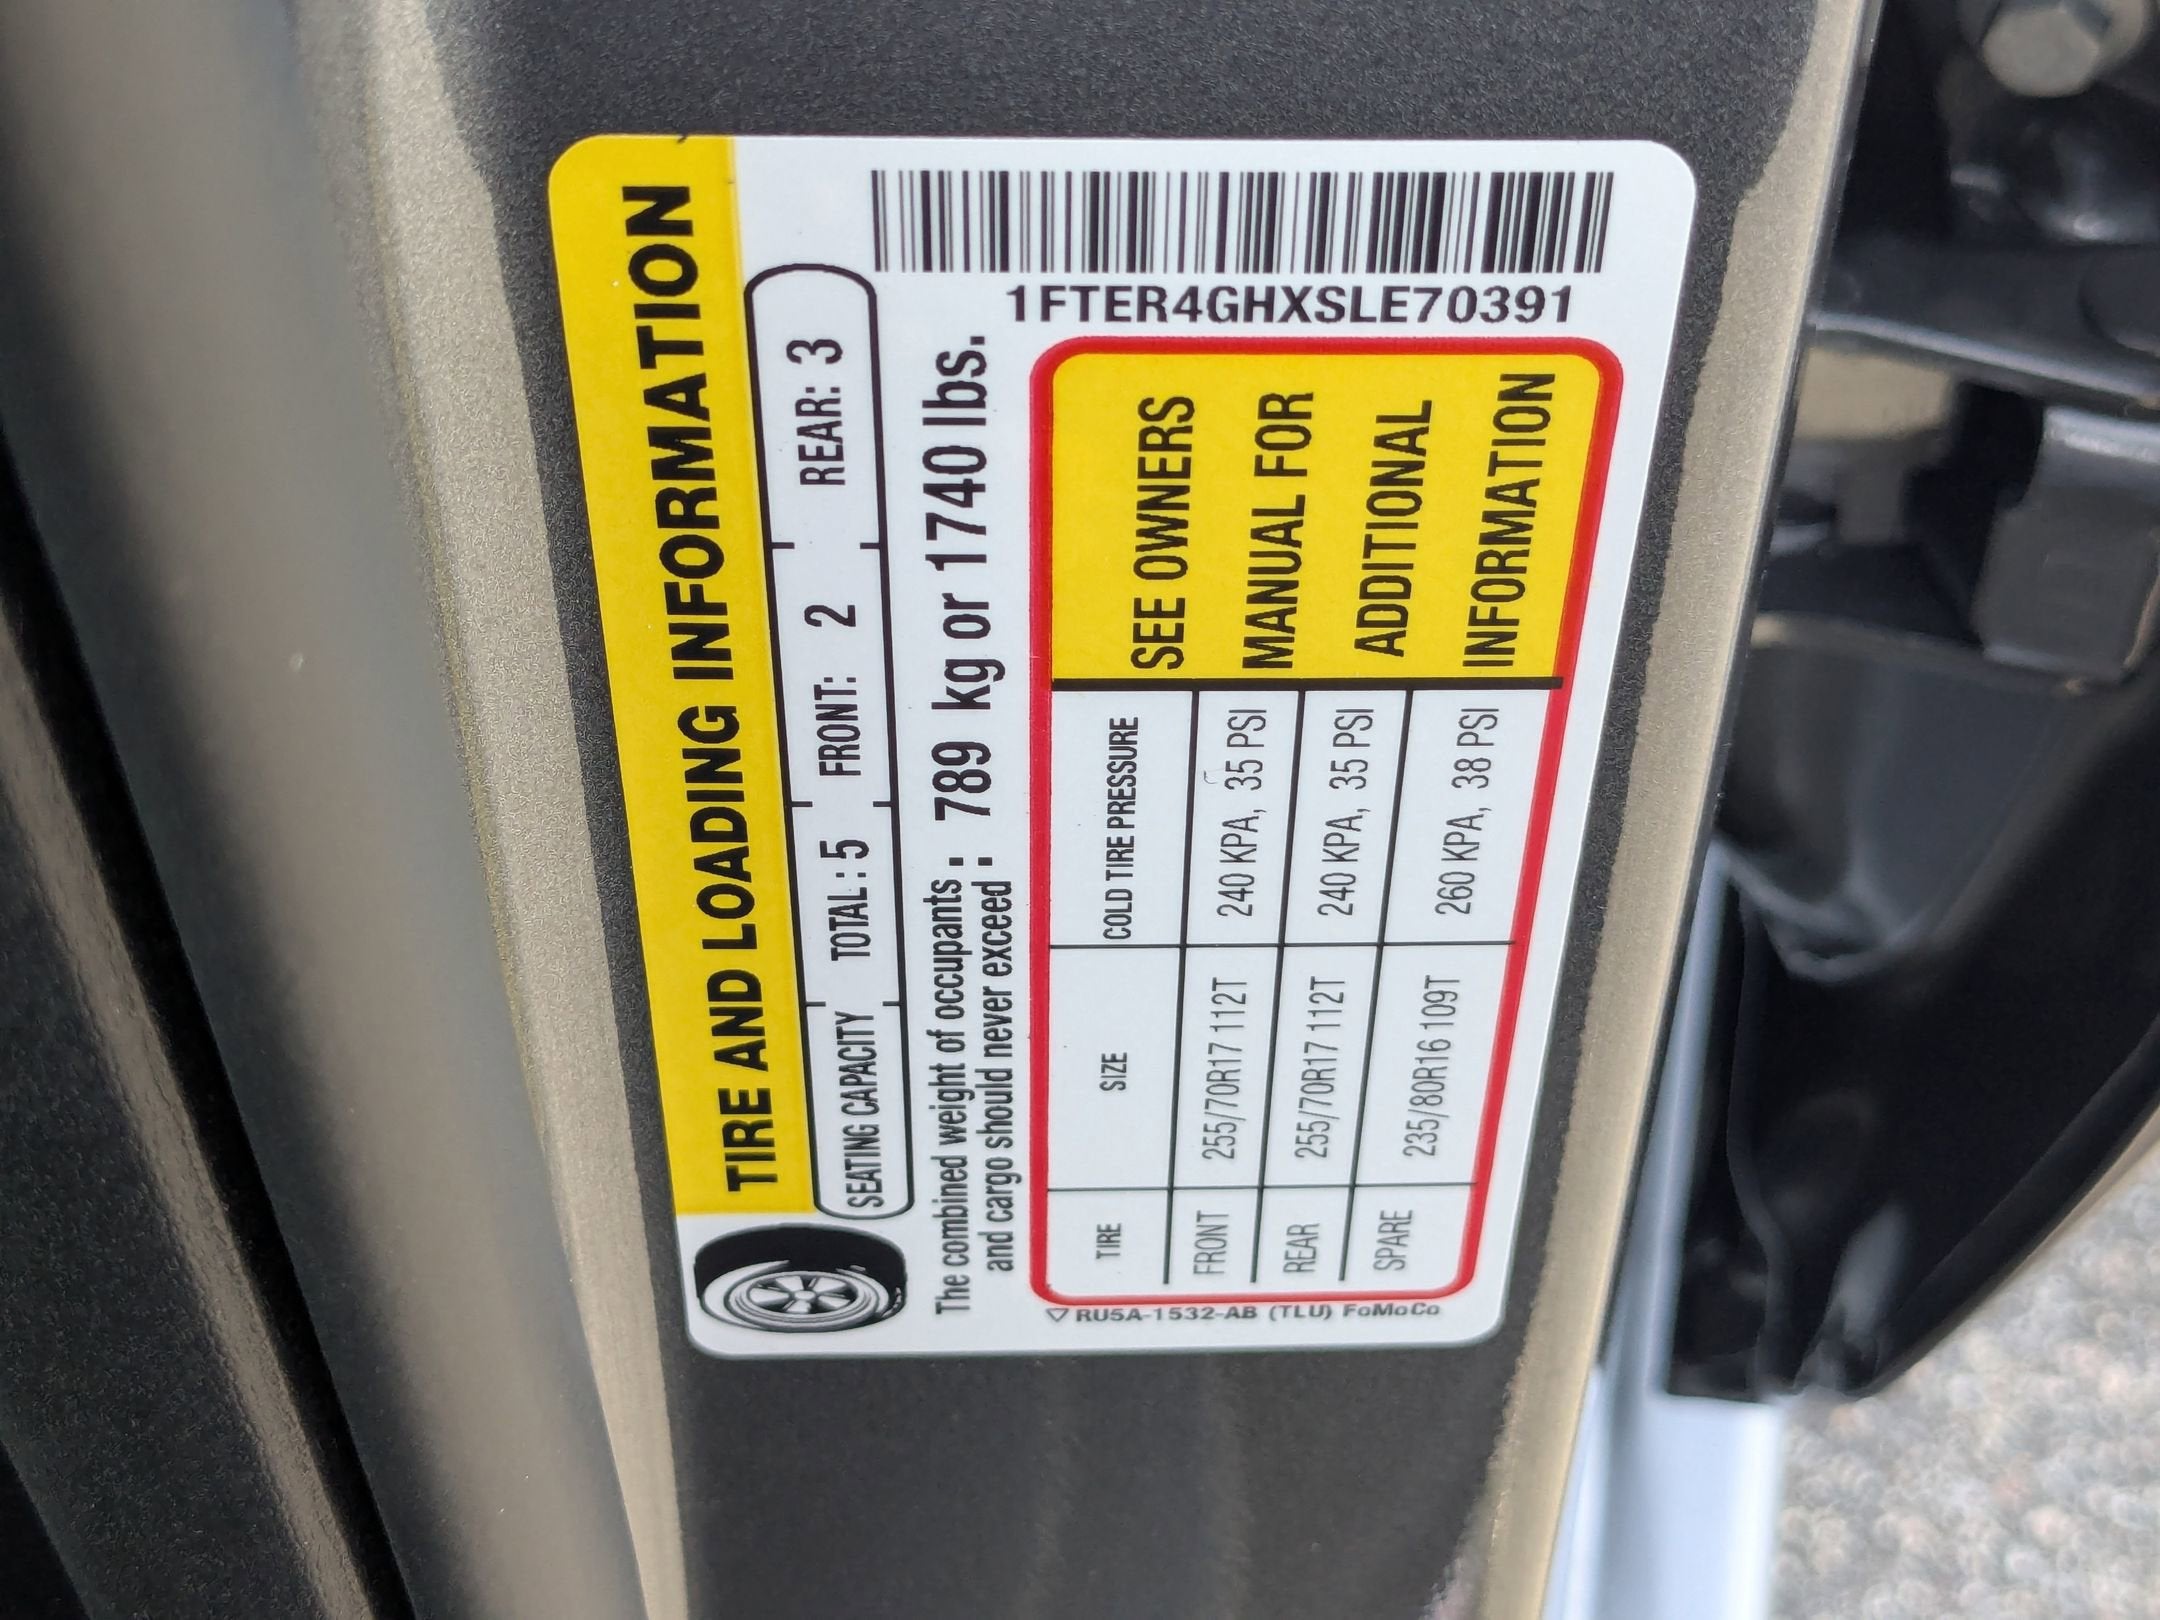 TIRE AND LOADING INFORMATION
SEATING CAPACITY TOTAL : 5 FRONT: 2 REAR: 3
The combined weight of occupants :
and cargo should never exceed : 789 kg or 1740 lbs.
TIRE SIZE COLD TIRE PRESSURE
FRONT 255/70R17 112T 240 KPA, 35 PSI
REAR 255/70R17 112T 240 KPA, 35 PSI
SPARE 235/80R16 109T 260 KPA, 38 PSI
SEE OWNERS
MANUAL FOR
ADDITIONAL
INFORMATION
1FTER4GHXSLE70391
RU5A-1532-AB (TLU) FoMoCo